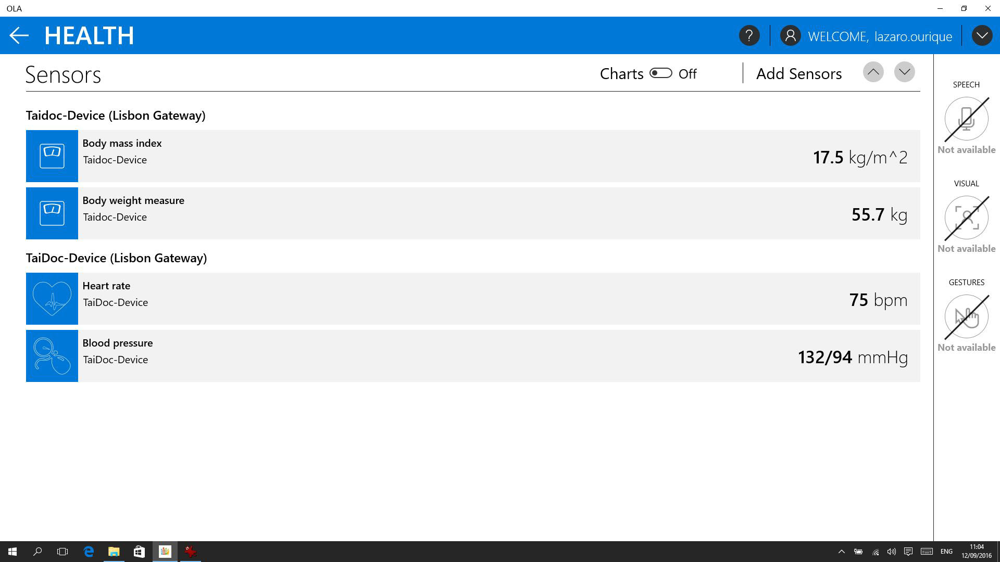 OLA
HEALTH
?
WELCOME, lazaro.ourique
Sensors
Charts Off
Add Sensors
Taidoc-Device (Lisbon Gateway)
Body mass index
Taidoc-Device
17.5 kg/m^2
Body weight measure
Taidoc-Device
55.7 kg
TaiDoc-Device (Lisbon Gateway)
Heart rate
TaiDoc-Device
75 bpm
Blood pressure
TaiDoc-Device
132/94 mmHg
SPEECH
Not available
VISUAL
Not available
GESTURES
Not available
ENG
11:04
12/09/2016